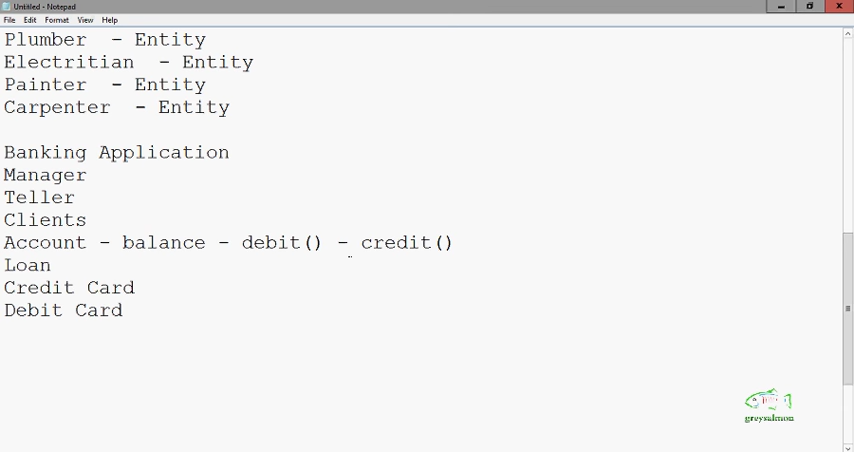 Untitled - Notepad
File Edit Format View Help
Plumber - Entity
Electritian - Entity
Painter - Entity
Carpenter - Entity
Banking Application
Manager
Teller
Clients
Account - balance - debit() - credit()
Loan
Credit Card
Debit Card
greysalmon